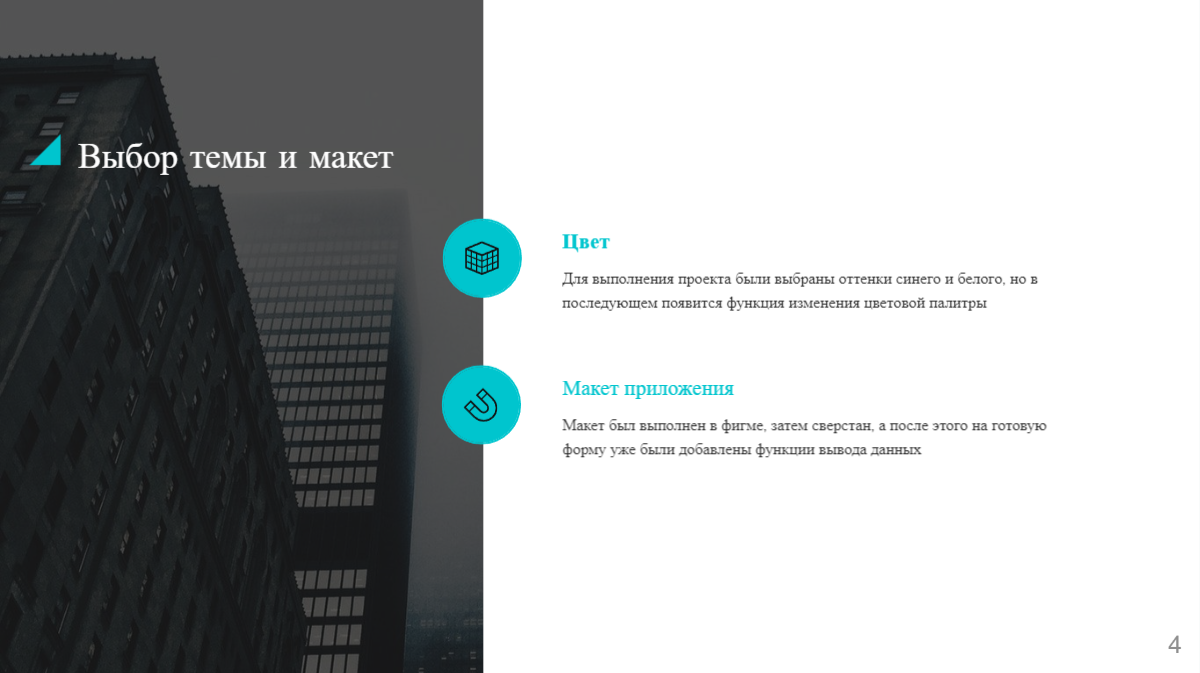 Выбор темы и макет
Цвет
Для выполнения проекта были выбраны оттенки синего и белого, но в
последующем появится функция изменения цветовой палитры
Макет приложения
Макет был выполнен в фигме, затем сверстан, а после этого на готовую
форму уже были добавлены функции вывода данных
4